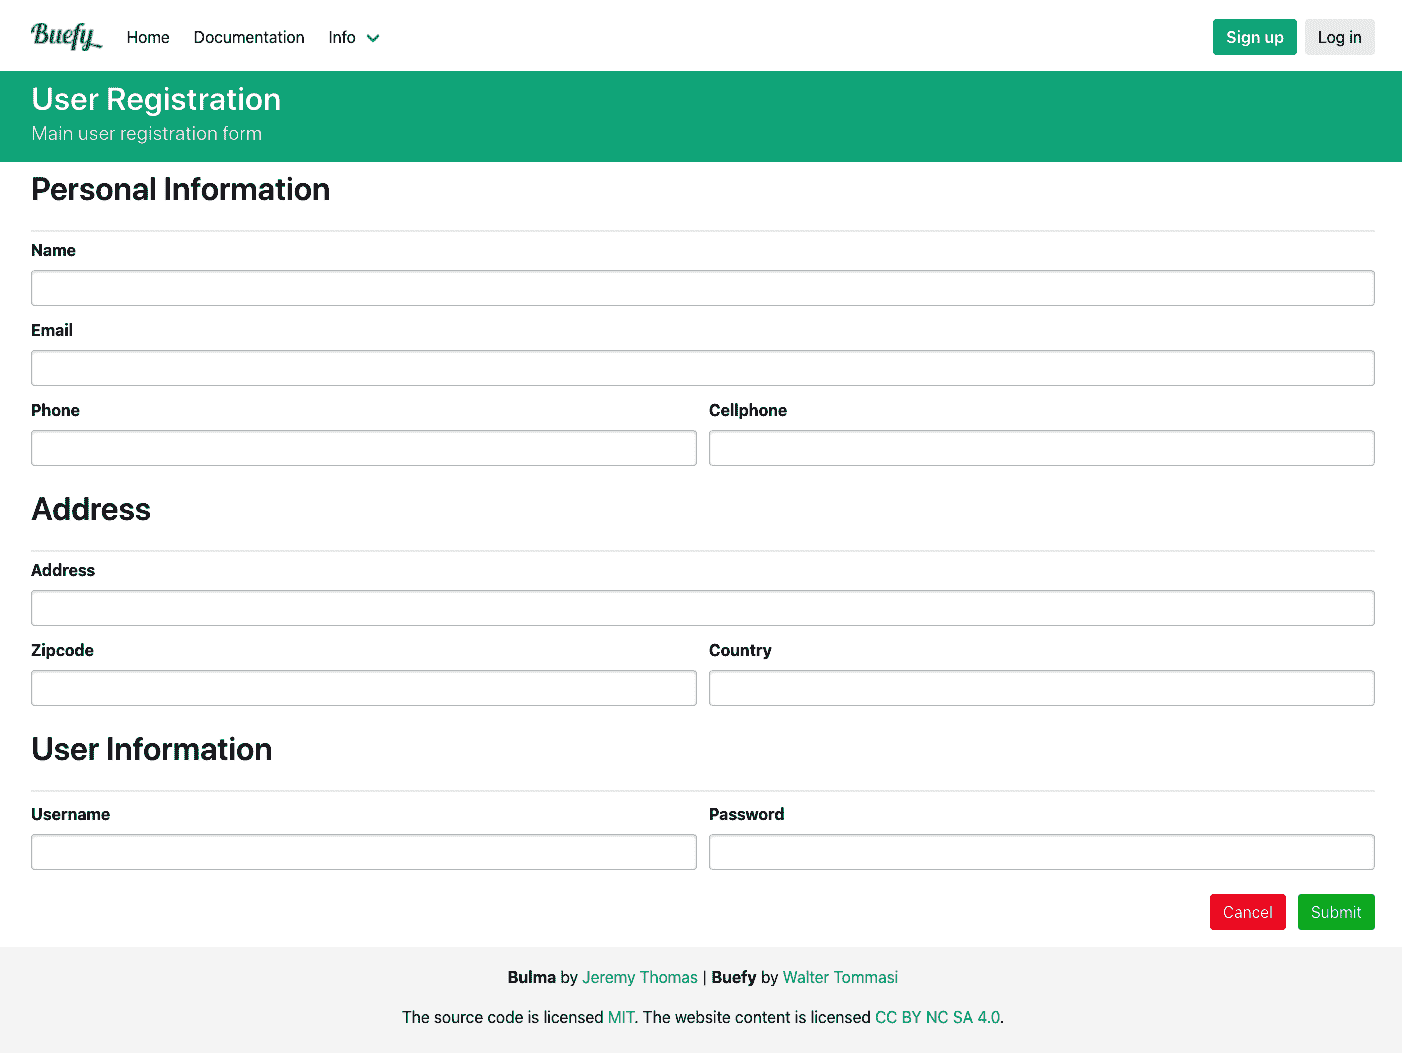 Buefy Home Documentation Info Sign up Log in
User Registration
Main user registration form
Personal Information
Name
Email
Phone Cellphone
Address
Address
Zipcode Country
User Information
Username Password
Cancel Submit
Bulma by Jeremy Thomas | Buefy by Walter Tommasi
The source code is licensed MIT. The website content is licensed CC BY NC SA 4.0.